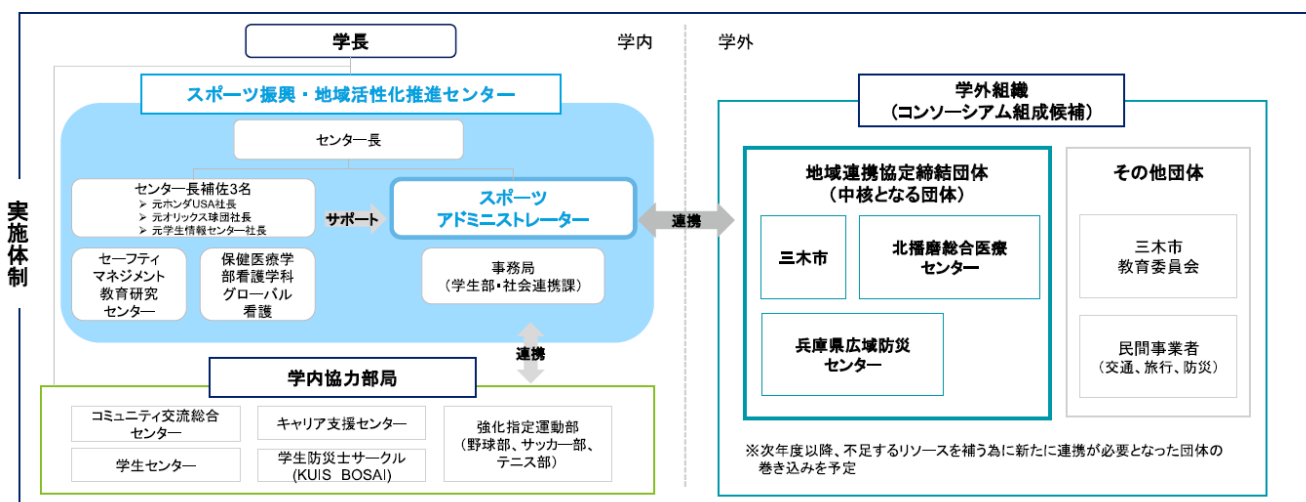 実施体制
学長
学内
学外
スポーツ振興・地域活性化推進センター
センター長
センター長補佐3名
➢ 元ホンダUSA社長
➢ 元オリックス球団社長
➢ 元学生情報センター社長
サポート
スポーツ
アドミニストレーター
セーフティ
マネジメント
教育研究
センター
保健医療学
部看護学科
グローバル
看護
事務局
(学生部・社会連携課)
連携
連携
学内協力部局
コミュニティ交流総合
センター
キャリア支援センター
強化指定運動部
(野球部、サッカー部、
テニス部)
学生センター
学生防災士サークル
(KUIS BOSAI)
学外組織
(コンソーシアム組成候補)
地域連携協定締結団体
(中核となる団体)
三木市
北播磨総合医療
センター
兵庫県広域防災
センター
その他団体
三木市
教育委員会
民間事業者
(交通、旅行、防災)
※次年度以降、不足するリソースを補う為に新たに連携が必要となった団体の
巻き込みを予定